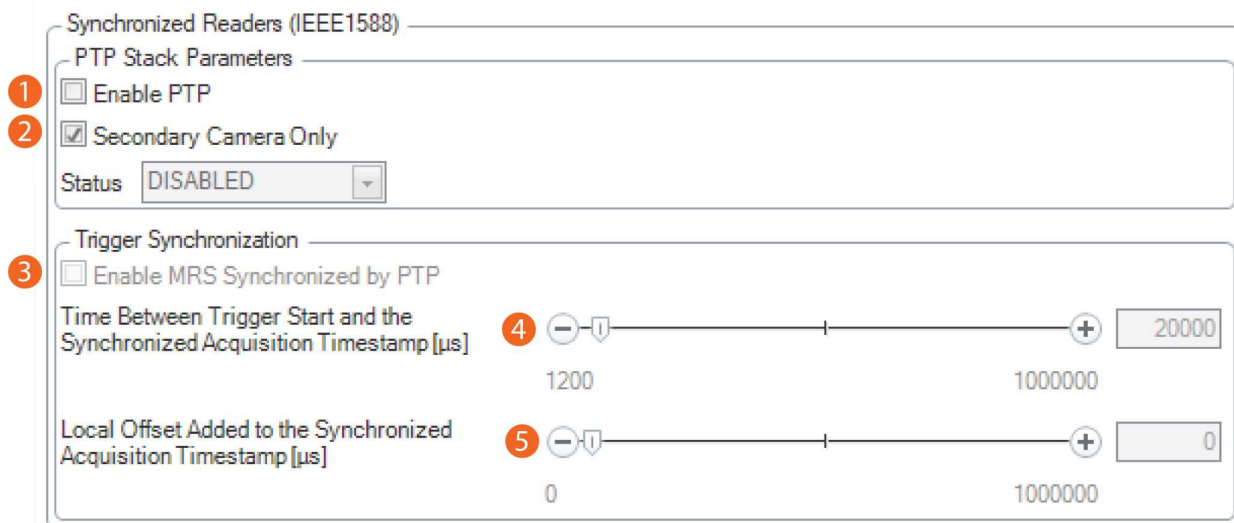 Synchronized Readers (IEEE1588)
PTP Stack Parameters
1 Enable PTP
2 Secondary Camera Only
Status DISABLED
Trigger Synchronization
3 Enable MRS Synchronized by PTP
Time Between Trigger Start and the
Synchronized Acquisition Timestamp [µs] 4 20000
1200 1000000
Local Offset Added to the Synchronized
Acquisition Timestamp [µs] 5 0
0 1000000